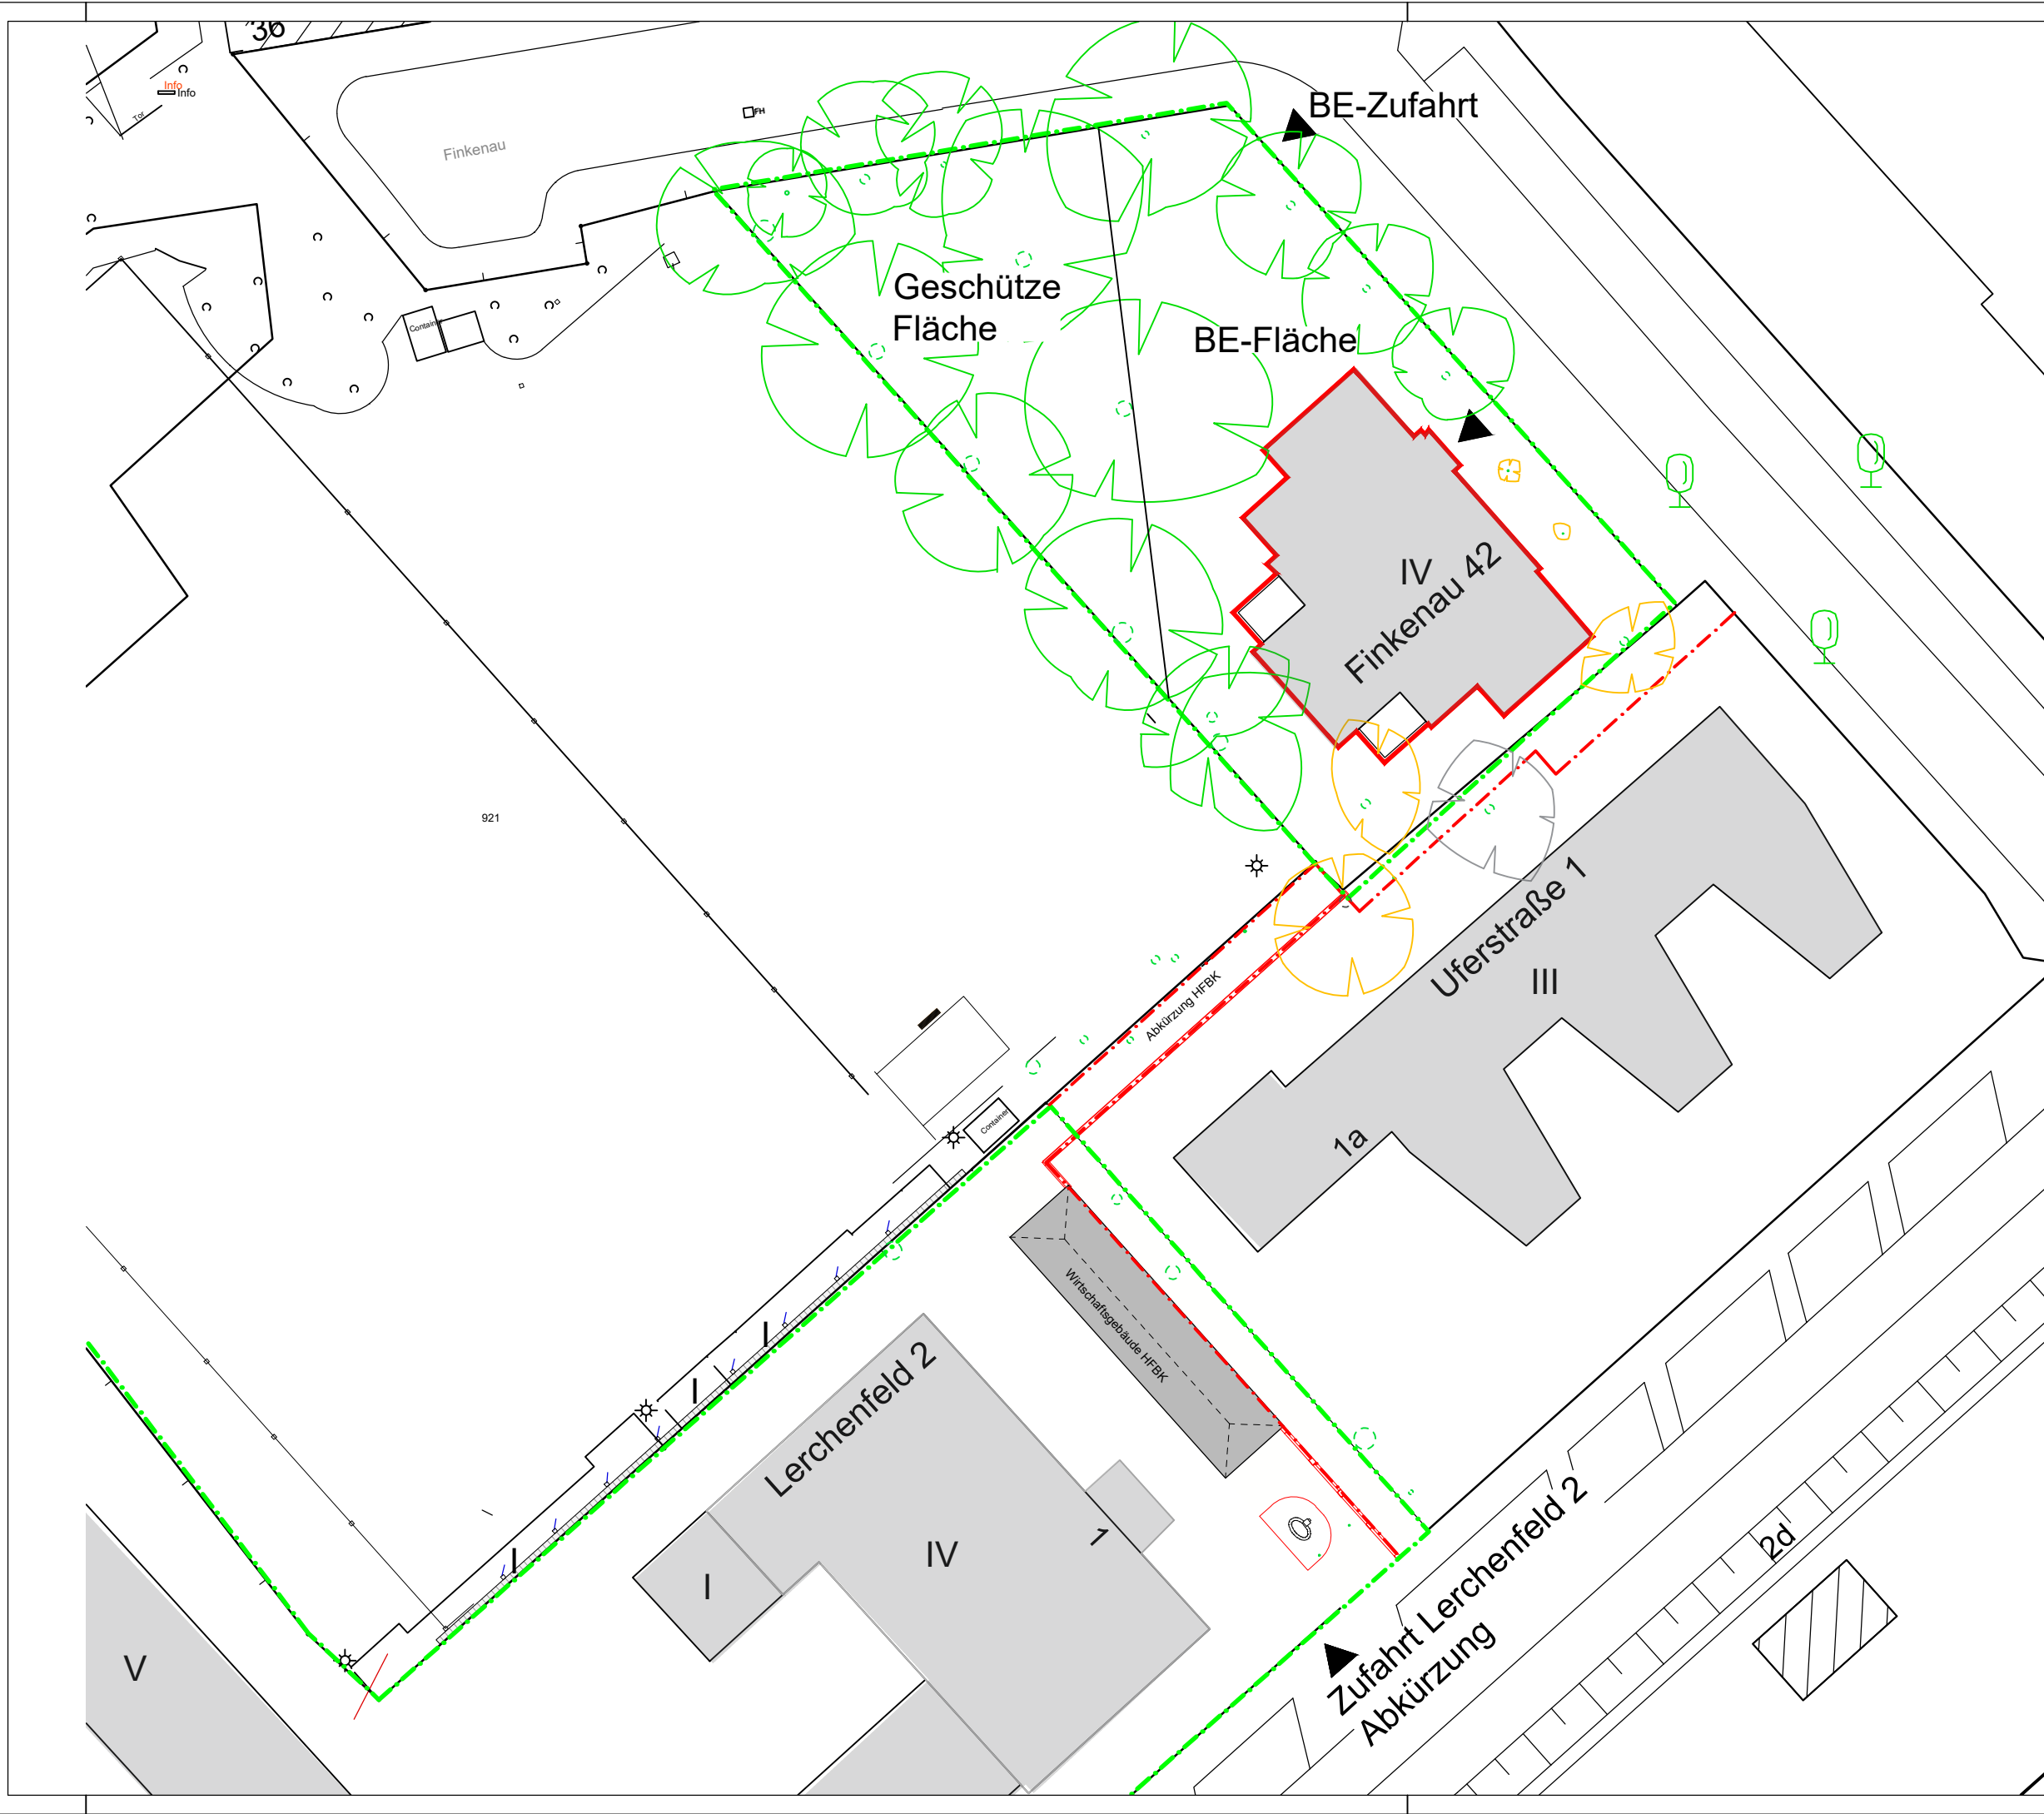 36
Info
Info
Tor
FH
BE-Zufahrt
Finkenau
Geschütze
Fläche
BE-Fläche
Container
IV
Finkenau 42
921
Uferstraße 1
III
Abkürzung HFBK
Container
1a
Wirtschaftsgebäude HFBK
I
I
I
Lerchenfeld 2
IV
I
1
V
Zufahrt Lerchenfeld 2
Abkürzung
2d